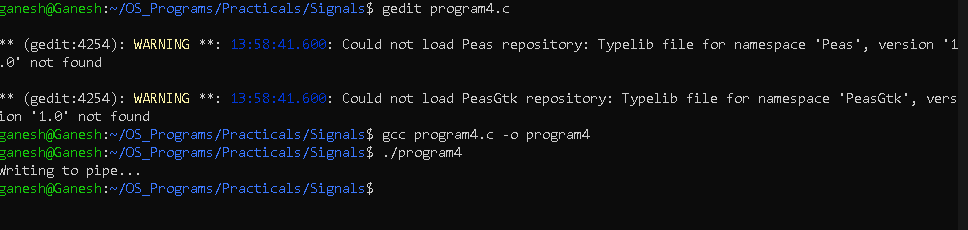 ganesh@Ganesh:~/OS_Programs/Practicals/Signals$ gedit program4.c
** (gedit:4254): WARNING **: 13:58:41.600: Could not load Peas repository: Typelib file for namespace 'Peas', version '1
.0' not found
** (gedit:4254): WARNING **: 13:58:41.600: Could not load PeasGtk repository: Typelib file for namespace 'PeasGtk', vers
ion '1.0' not found
ganesh@Ganesh:~/OS_Programs/Practicals/Signals$ gcc program4.c -o program4
ganesh@Ganesh:~/OS_Programs/Practicals/Signals$ ./program4
Writing to pipe...
ganesh@Ganesh:~/OS_Programs/Practicals/Signals$